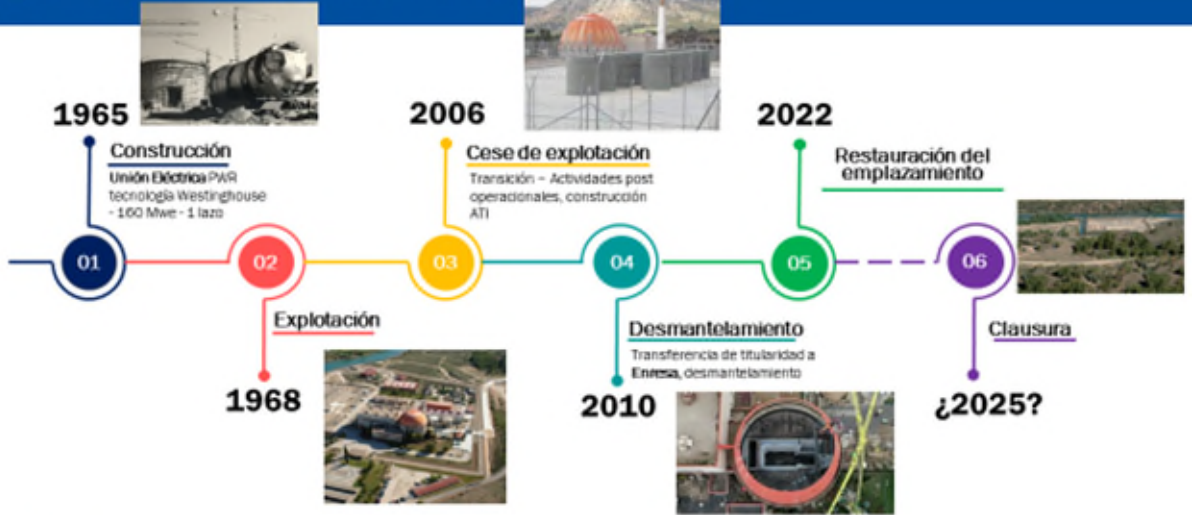 1965
Construcción
Unión Eléctrica PWR
tecnología Westinghouse
- 160 Mwe - 1 lazo
01
02
Explotación
1968
2006
Cese de explotación
Transición – Actividades post
operacionales, construcción
ATI
03
04
Desmantelamiento
Transferencia de titularidad a
Enresa, desmantelamiento
2010
2022
Restauración del
emplazamiento
05
06
Clausura
¿2025?